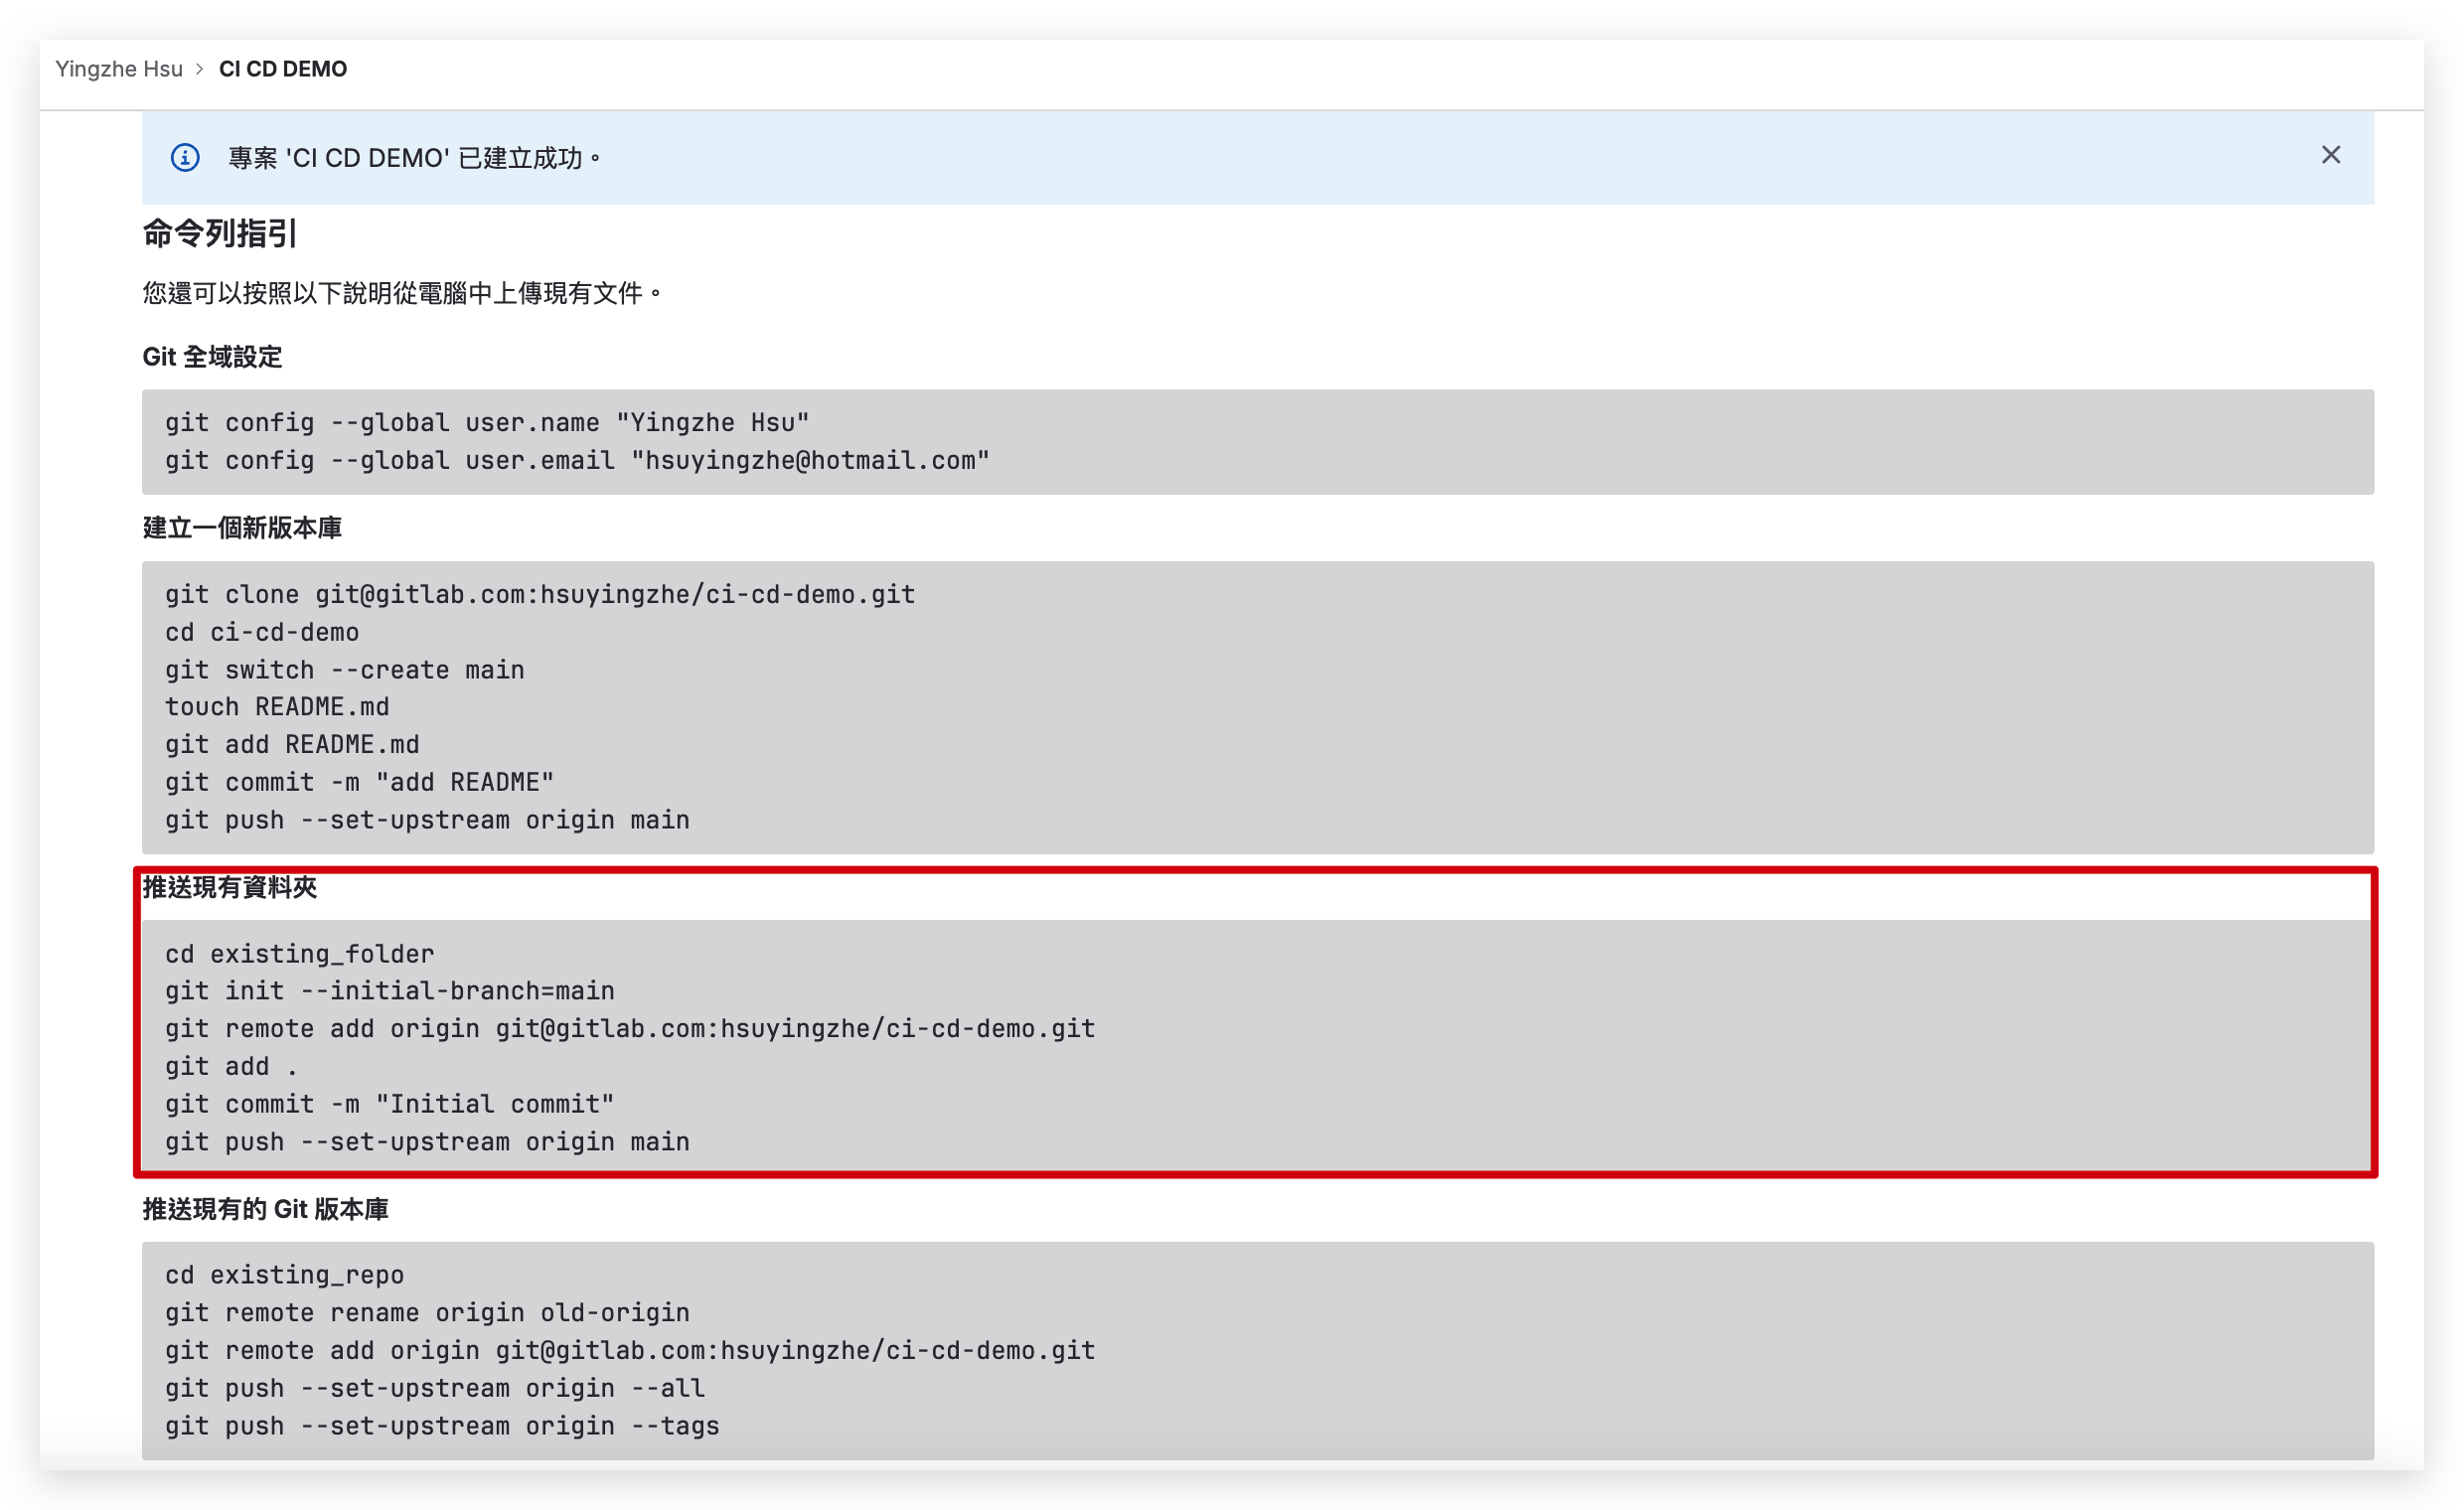 Yingzhe Hsu > CI CD DEMO
專案 'CI CD DEMO' 已建立成功。
命令列指引
您還可以按照以下說明從電腦中上傳現有文件。
Git 全域設定
git config --global user.name "Yingzhe Hsu"
git config --global user.email "hsuyingzhe@hotmail.com"
建立一個新版本庫
git clone git@gitlab.com:hsuyingzhe/ci-cd-demo.git
cd ci-cd-demo
git switch --create main
touch README.md
git add README.md
git commit -m "add README"
git push --set-upstream origin main
推送現有資料夾
cd existing_folder
git init --initial-branch=main
git remote add origin git@gitlab.com:hsuyingzhe/ci-cd-demo.git
git add .
git commit -m "Initial commit"
git push --set-upstream origin main
推送現有的 Git 版本庫
cd existing_repo
git remote rename origin old-origin
git remote add origin git@gitlab.com:hsuyingzhe/ci-cd-demo.git
git push --set-upstream origin --all
git push --set-upstream origin --tags